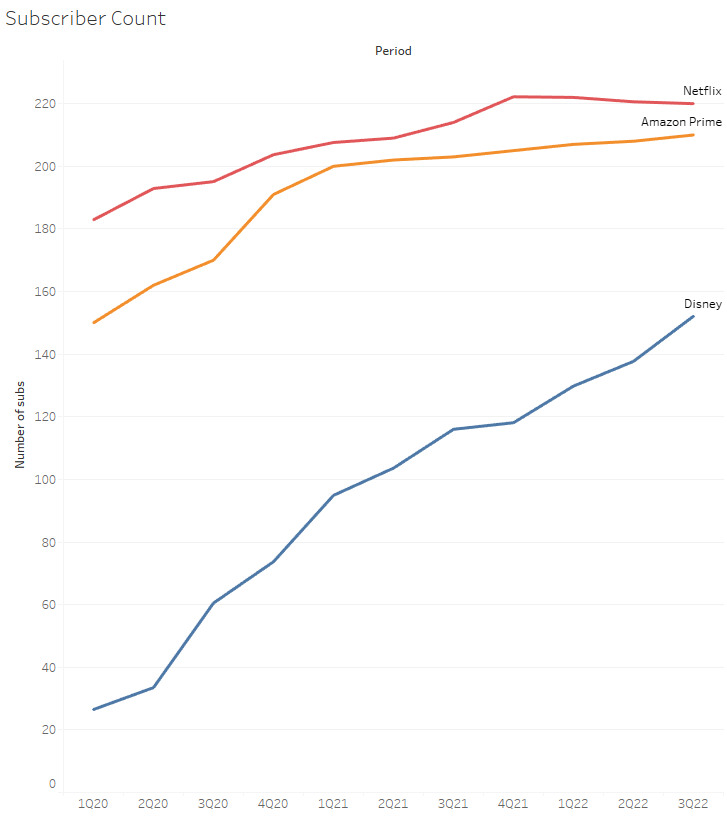 Subscriber Count
Period
Netflix
Amazon Prime
Disney
Number of subs
220
200
180
160
140
120
100
80
60
40
20
0
1Q20 2Q20 3Q20 4Q20 1Q21 2Q21 3Q21 4Q21 1Q22 2Q22 3Q22